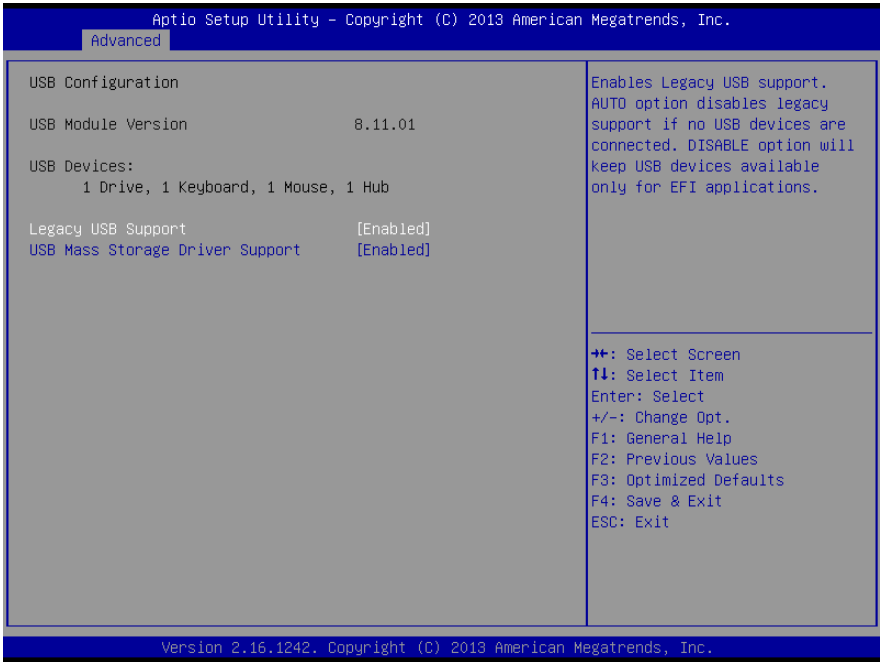 Aptio Setup Utility – Copyright (C) 2013 American Megatrends, Inc.
Advanced
USB Configuration
USB Module Version 8.11.01
USB Devices:
1 Drive, 1 Keyboard, 1 Mouse, 1 Hub
Legacy USB Support [Enabled]
USB Mass Storage Driver Support [Enabled]
Enables Legacy USB support.
AUTO option disables legacy
support if no USB devices are
connected. DISABLE option will
keep USB devices available
only for EFI applications.
→←: Select Screen
↑↓: Select Item
Enter: Select
+/-: Change Opt.
F1: General Help
F2: Previous Values
F3: Optimized Defaults
F4: Save & Exit
ESC: Exit
Version 2.16.1242. Copyright (C) 2013 American Megatrends, Inc.